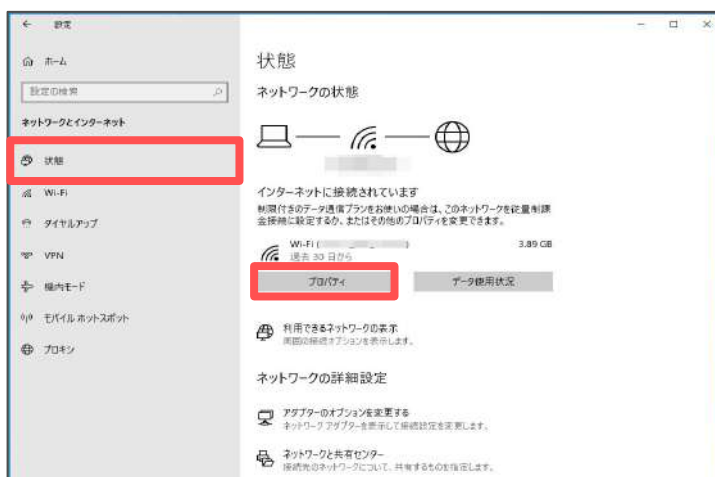 設定
ホーム
設定の検索
ネットワークとインターネット
状態
Wi-Fi
ダイヤルアップ
VPN
機内モード
モバイル ホットスポット
プロキシ
状態
ネットワークの状態
インターネットに接続されています
制限付きのデータ通信プランをお使いの場合は、このネットワークを従量制課
金接続に設定するか、またはその他のプロパティを変更できます。
Wi-Fi ( ) 3.89 GB
過去 30 日から
プロパティ データ使用状況
利用できるネットワークの表示
周囲の接続オプションを表示します。
ネットワークの詳細設定
アダプターのオプションを変更する
ネットワーク アダプターを表示して接続設定を変更します。
ネットワークと共有センター
接続先のネットワークについて、共有するものを指定します。